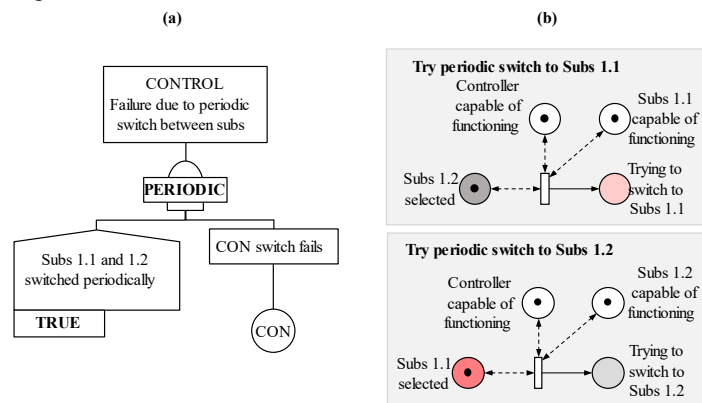 (a)
CONTROL
Failure due to periodic
switch between subs
PERIODIC
Subs 1.1 and 1.2
switched periodically
TRUE
CON switch fails
CON
(b)
Try periodic switch to Subs 1.1
Controller
capable of
functioning
Subs 1.1
capable of
functioning
Subs 1.2
selected
Trying to
switch to
Subs 1.1
Try periodic switch to Subs 1.2
Controller
capable of
functioning
Subs 1.2
capable of
functioning
Subs 1.1
selected
Trying to
switch to
Subs 1.2